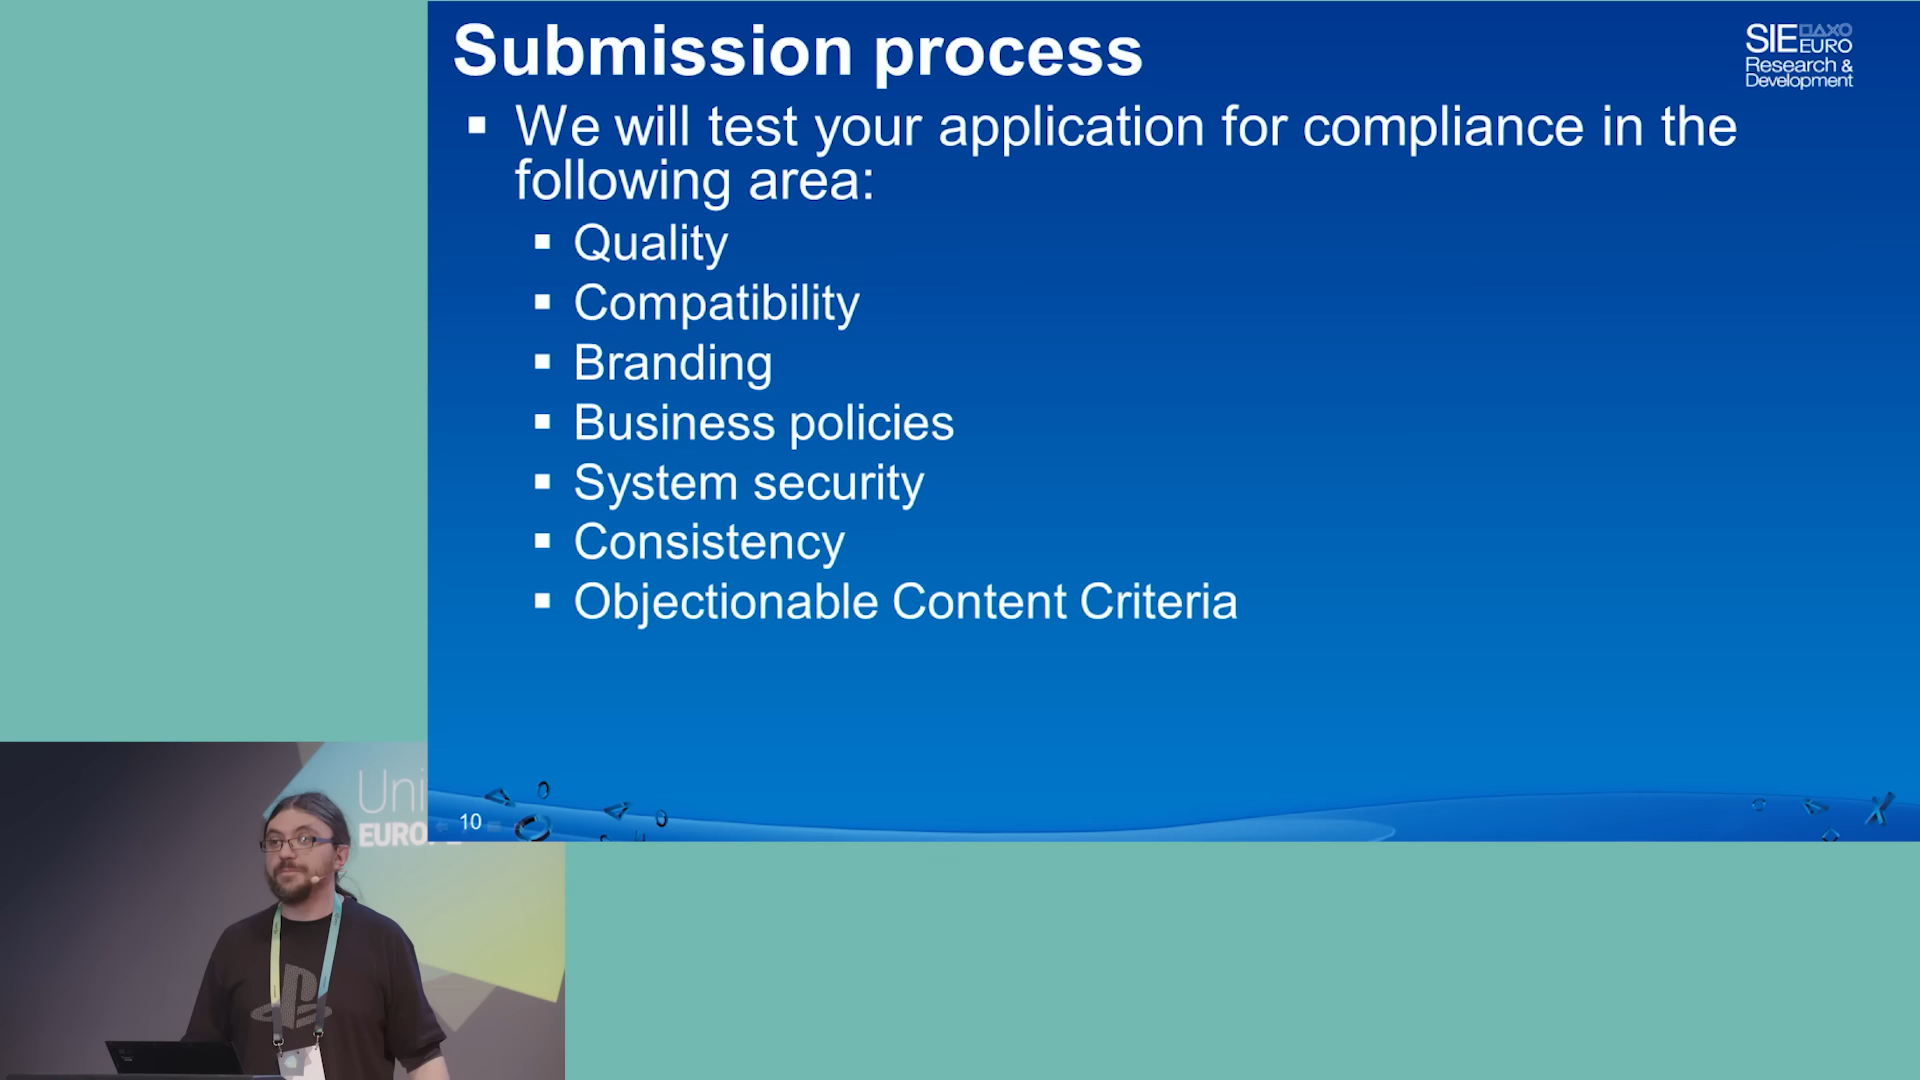 Submission process
SIE EURO
Research &
Development
We will test your application for compliance in the
following area:
Quality
Compatibility
Branding
Business policies
System security
Consistency
Objectionable Content Criteria
10
Uni
EURO